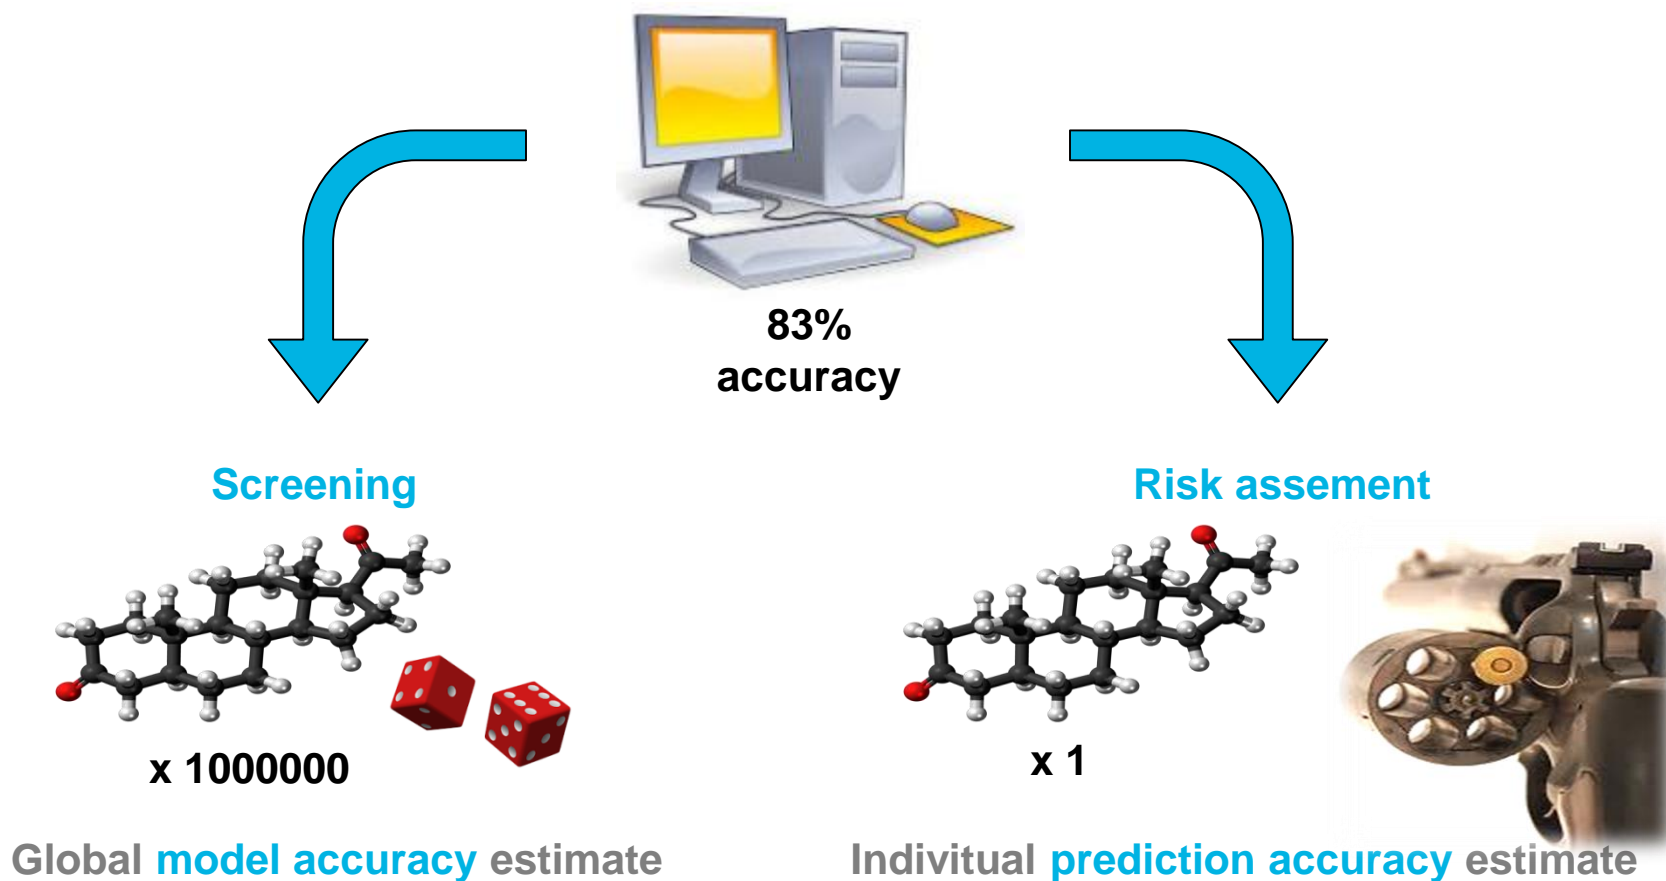 83%
accuracy
Screening
Risk assement
x 1000000
x 1
Global model accuracy estimate
Indivitual prediction accuracy estimate